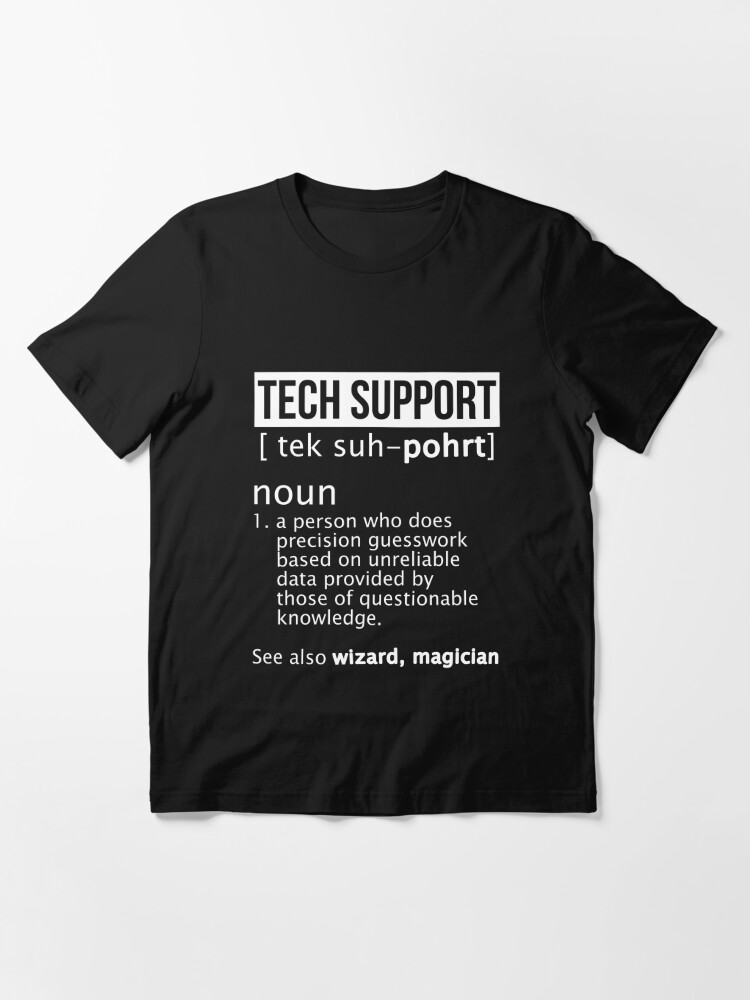 TECH SUPPORT
[ tek suh-pohrt]
noun
1. a person who does
precision guesswork
based on unreliable
data provided by
those of questionable
knowledge.
See also wizard, magician